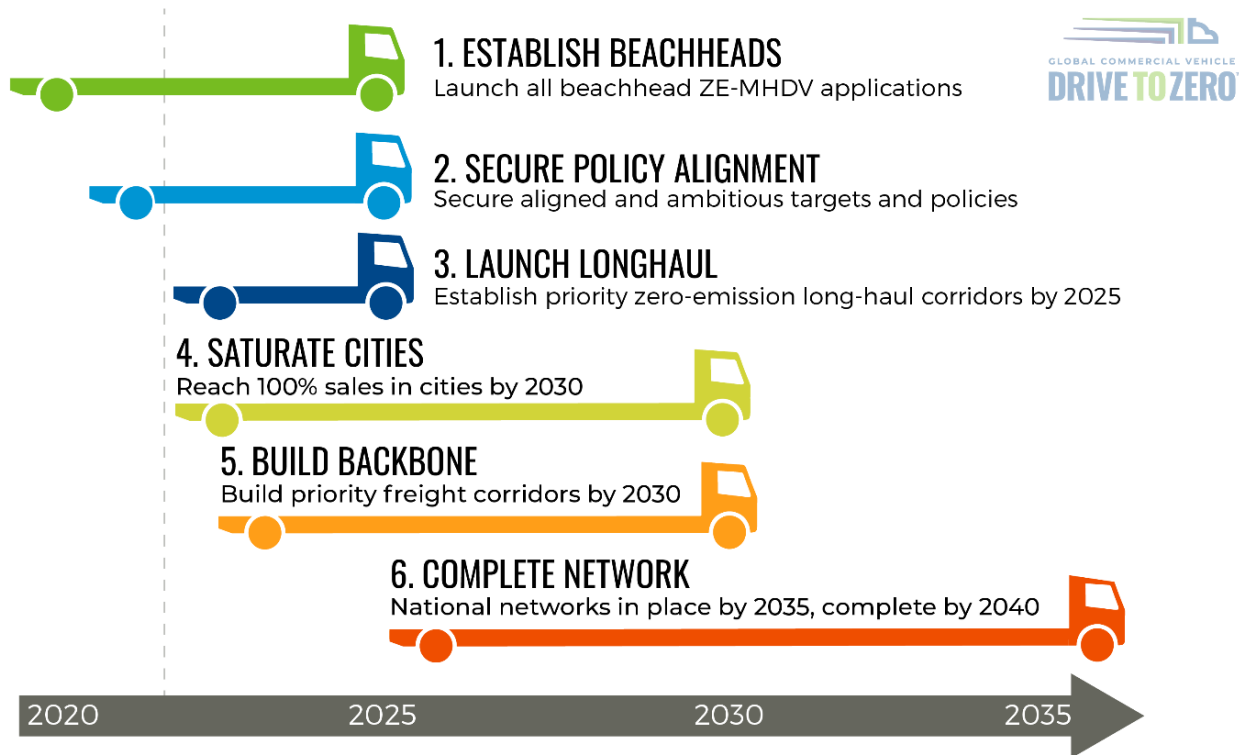 1. ESTABLISH BEACHHEADS
Launch all beachhead ZE-MHDV applications
GLOBAL COMMERCIAL VEHICLE
DRIVE TO ZERO
2. SECURE POLICY ALIGNMENT
Secure aligned and ambitious targets and policies
3. LAUNCH LONGHAUL
Establish priority zero-emission long-haul corridors by 2025
4. SATURATE CITIES
Reach 100% sales in cities by 2030
5. BUILD BACKBONE
Build priority freight corridors by 2030
6. COMPLETE NETWORK
National networks in place by 2035, complete by 2040
2020 2025 2030 2035